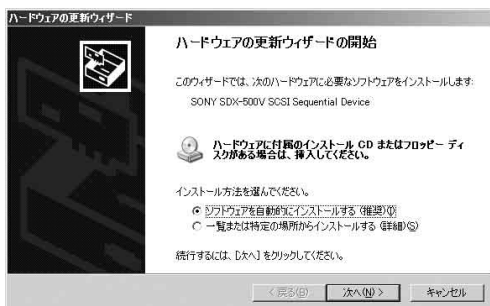 ハードウェアの更新ウィザード
ハードウェアの更新ウィザードの開始
このウィザードでは、次のハードウェアに必要なソフトウェアをインストールします:
SONY SDX-500V SCSI Sequential Device
ハードウェアに付属のインストール CD またはフロッピー ディ
スクがある場合は、挿入してください。
インストール方法を選んでください。
ソフトウェアを自動的にインストールする (推奨)(I)
一覧または特定の場所からインストールする (詳細)(S)
続行するには、[次へ] をクリックしてください。
< 戻る(B)
次へ(N) >
キャンセル